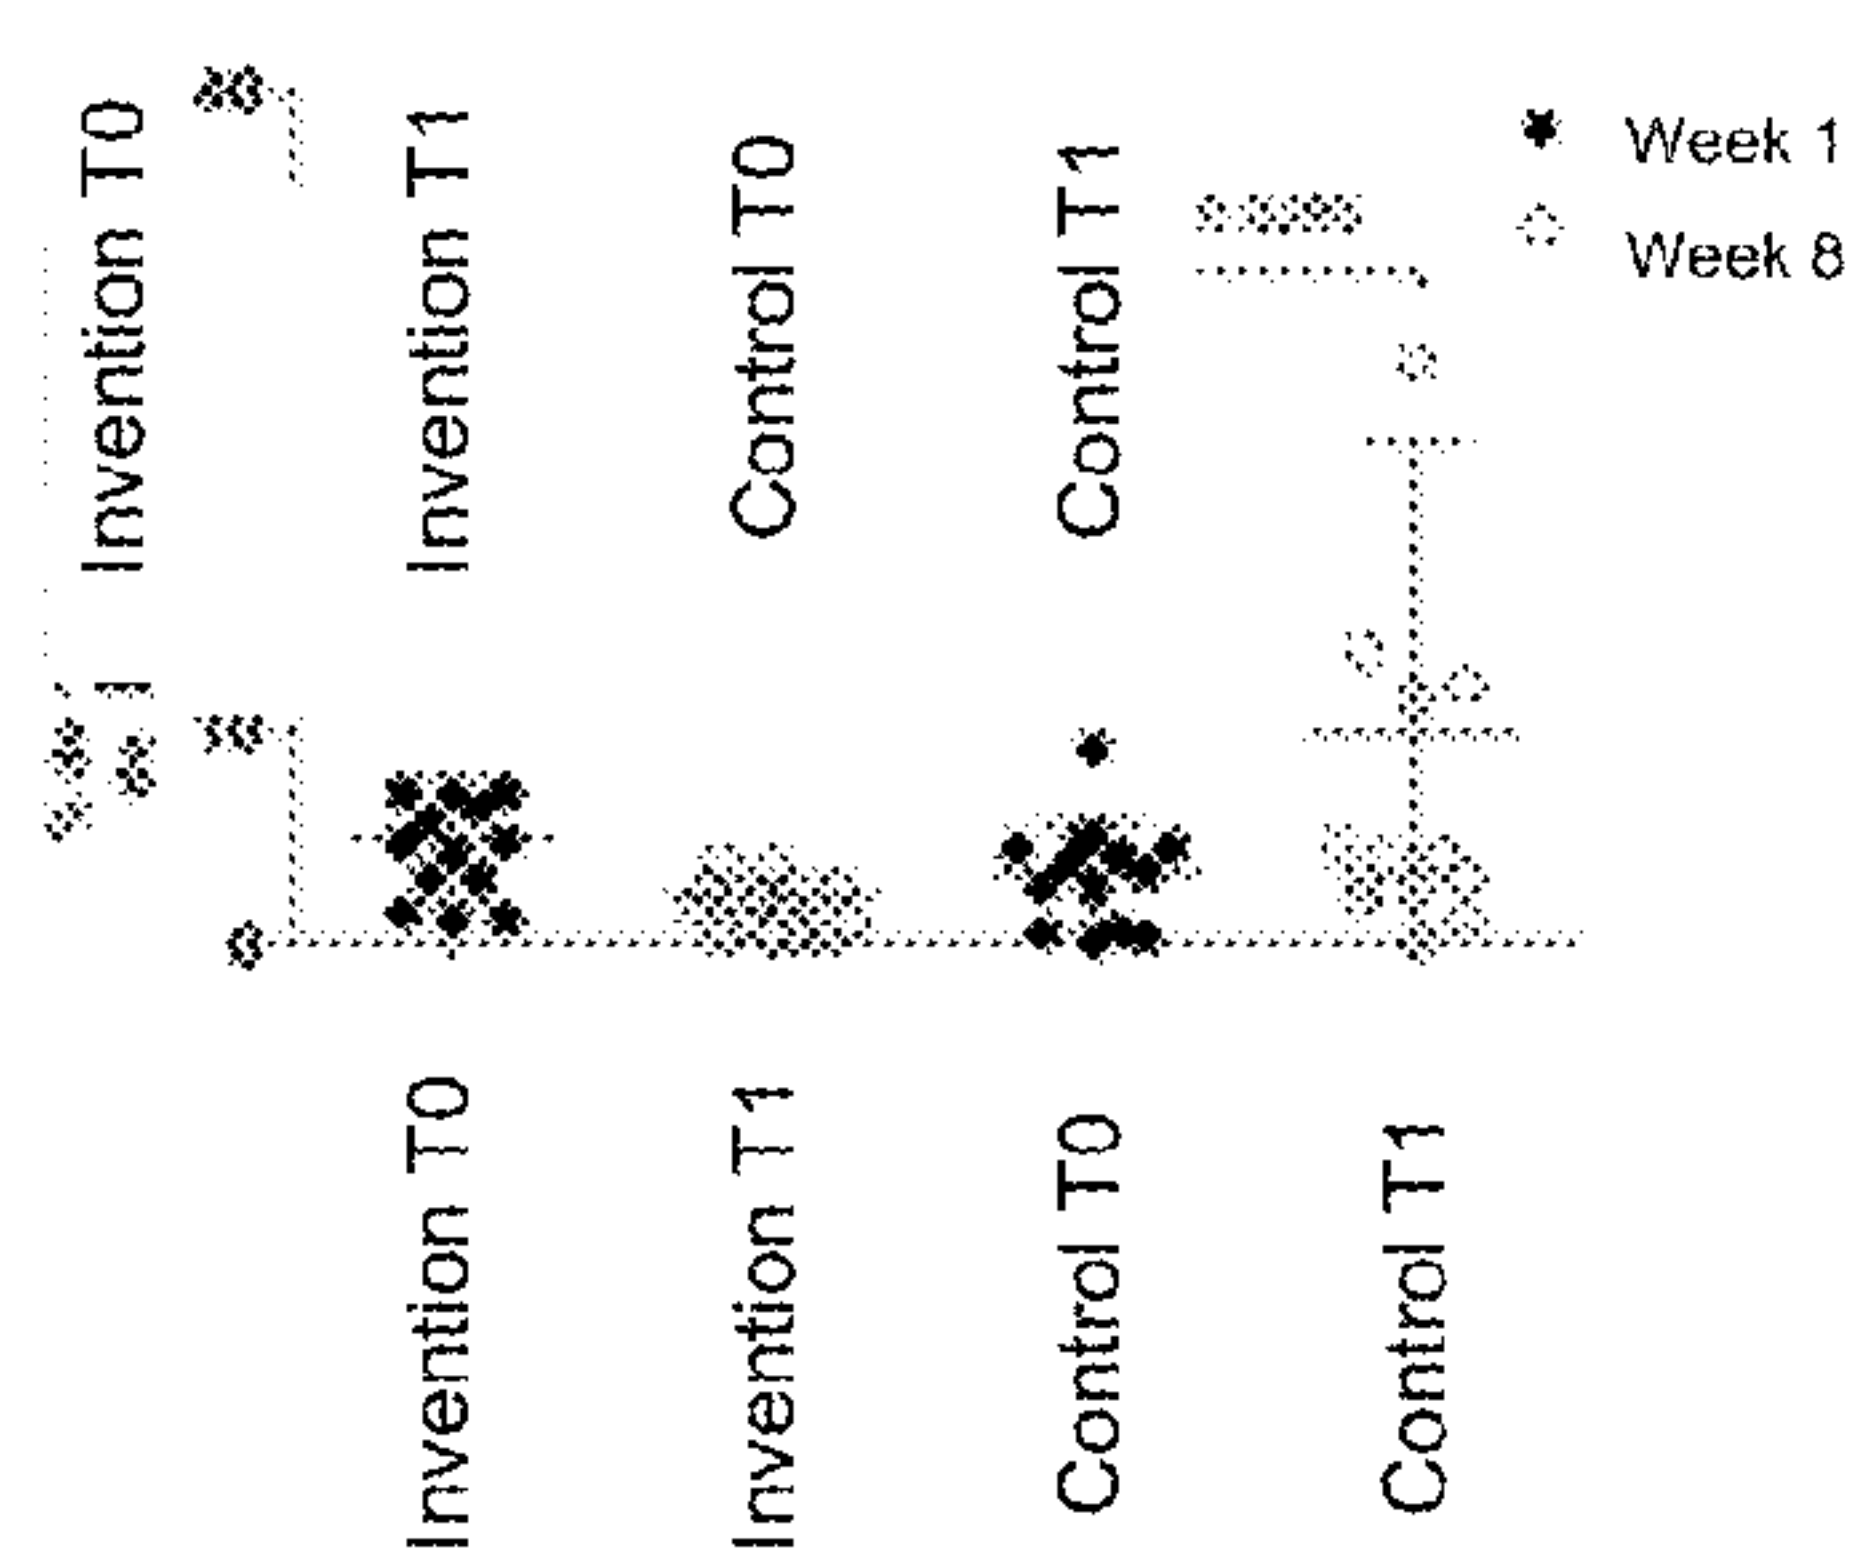 Invention T0
Invention T1
Control T0
Control T1
Week 1
Week 8
Invention T0
Invention T1
Control T0
Control T1